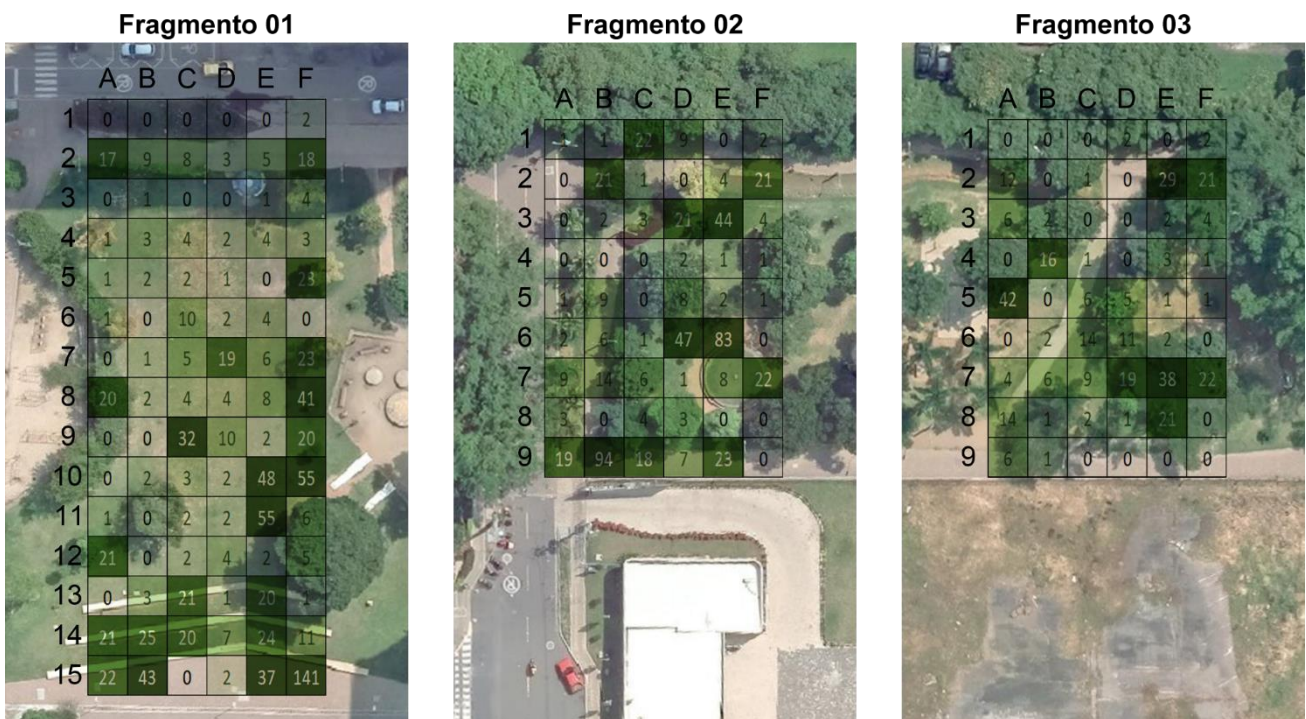 Fragmento 01
A B C D E F
1 0 0 0 0 0 2
2 17 9 8 3 5 18
3 0 1 0 0 1 4
4 1 3 4 2 4 3
5 1 2 2 1 0 23
6 1 0 10 2 4 0
7 0 1 5 19 6 23
8 20 2 4 4 8 41
9 0 0 32 10 2 20
10 0 2 3 2 48 55
11 1 0 2 2 55 6
12 21 0 2 4 2 5
13 0 3 21 1 20 1
14 21 25 20 7 24 11
15 22 43 0 2 37 141
Fragmento 02
A B C D E F
1 1 22 9 0 2
2 0 21 1 0 4 21
3 0 2 3 21 44 4
4 0 0 0 2 1 1
5 1 9 0 8 2 1
6 2 6 1 47 83 0
7 9 14 6 1 8 22
8 3 0 4 3 0 0
9 19 94 18 7 23 0
Fragmento 03
A B C D E F
1 0 0 0 2 0 2
2 12 0 1 0 29 21
3 6 2 0 0 2 4
4 0 16 1 0 3 1
5 42 0 6 5 1 1
6 0 2 14 11 2 0
7 4 6 9 19 38 22
8 14 1 2 1 21 0
9 6 1 0 0 0 0